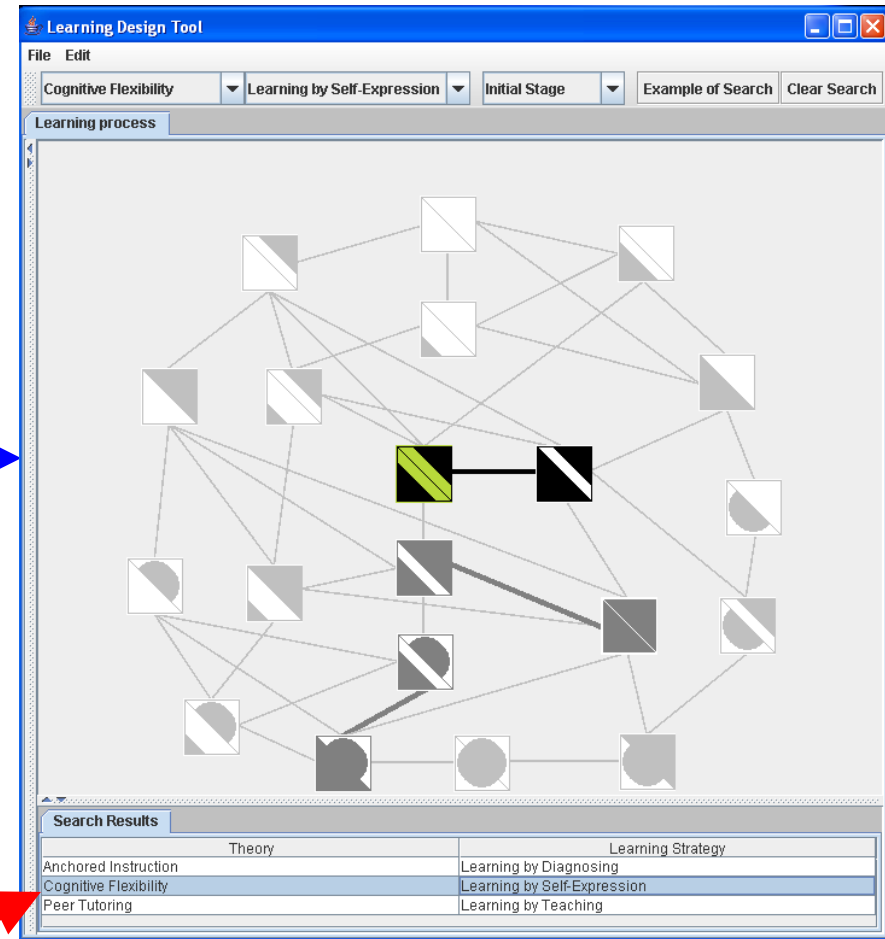 Learning Design Tool
File Edit
Cognitive Flexibility Learning by Self-Expression Initial Stage Example of Search Clear Search
Learning process
Search Results
Theory Learning Strategy
Anchored Instruction Learning by Diagnosing
Cognitive Flexibility Learning by Self-Expression
Peer Tutoring Learning by Teaching